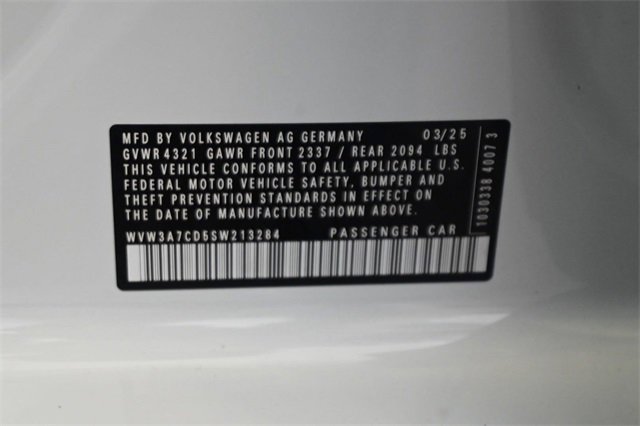 MFD BY VOLKSWAGEN AG GERMANY 03/25
GVWR 4321 GAWR FRONT 2337 / REAR 2094 LBS
THIS VEHICLE CONFORMS TO ALL APPLICABLE U.S.
FEDERAL MOTOR VEHICLE SAFETY, BUMPER AND
THEFT PREVENTION STANDARDS IN EFFECT ON
THE DATE OF MANUFACTURE SHOWN ABOVE.
WVW3A7CD5SW213284 PASSENGER CAR
1030338 4007 3